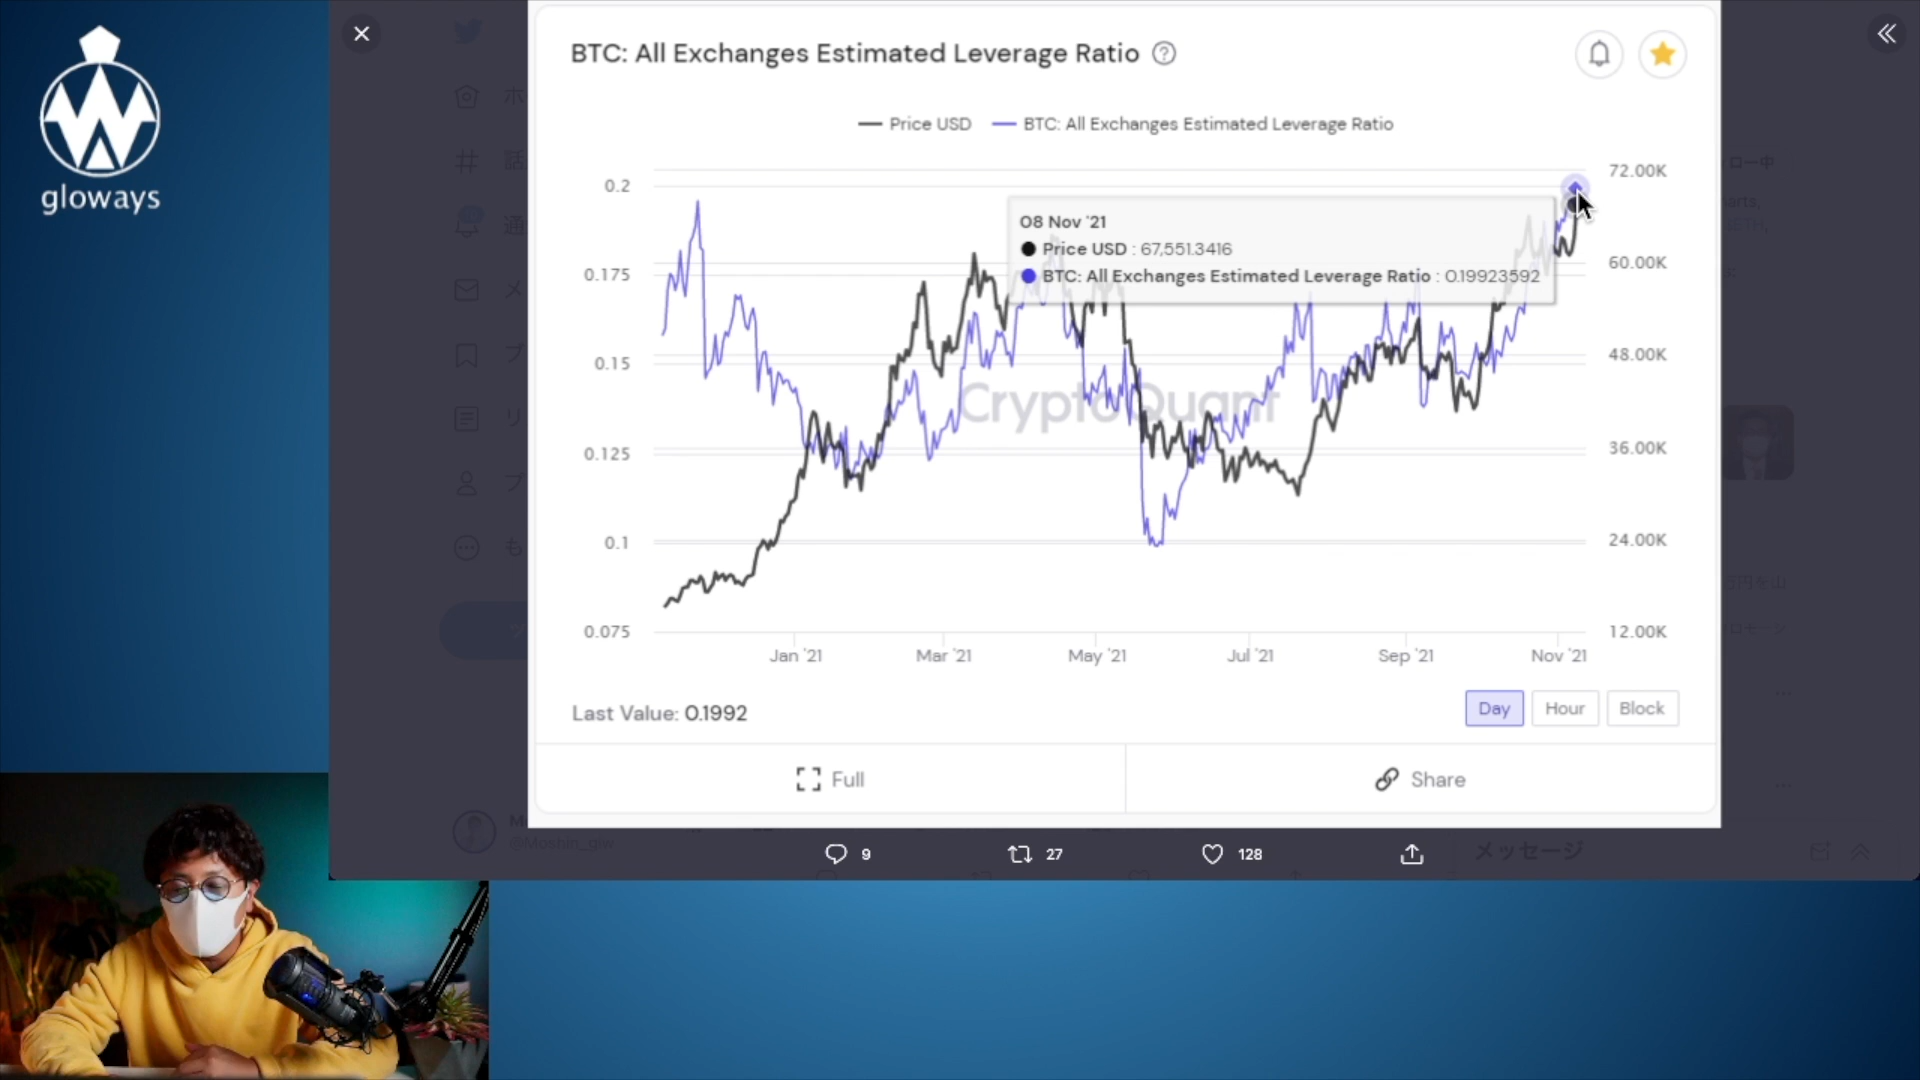 gloways
BTC: All Exchanges Estimated Leverage Ratio
Price USD
BTC: All Exchanges Estimated Leverage Ratio
0.2
0.175
0.15
0.125
0.1
0.075
72.00K
60.00K
48.00K
36.00K
24.00K
12.00K
08 Nov '21
Price USD : 67,551.3416
BTC: All Exchanges Estimated Leverage Ratio : 0.19923592
CryptoQuant
Jan '21
Mar '21
May '21
Jul '21
Sep '21
Nov '21
Last Value: 0.1992
Day
Hour
Block
Full
Share
9
27
128
メッセージ